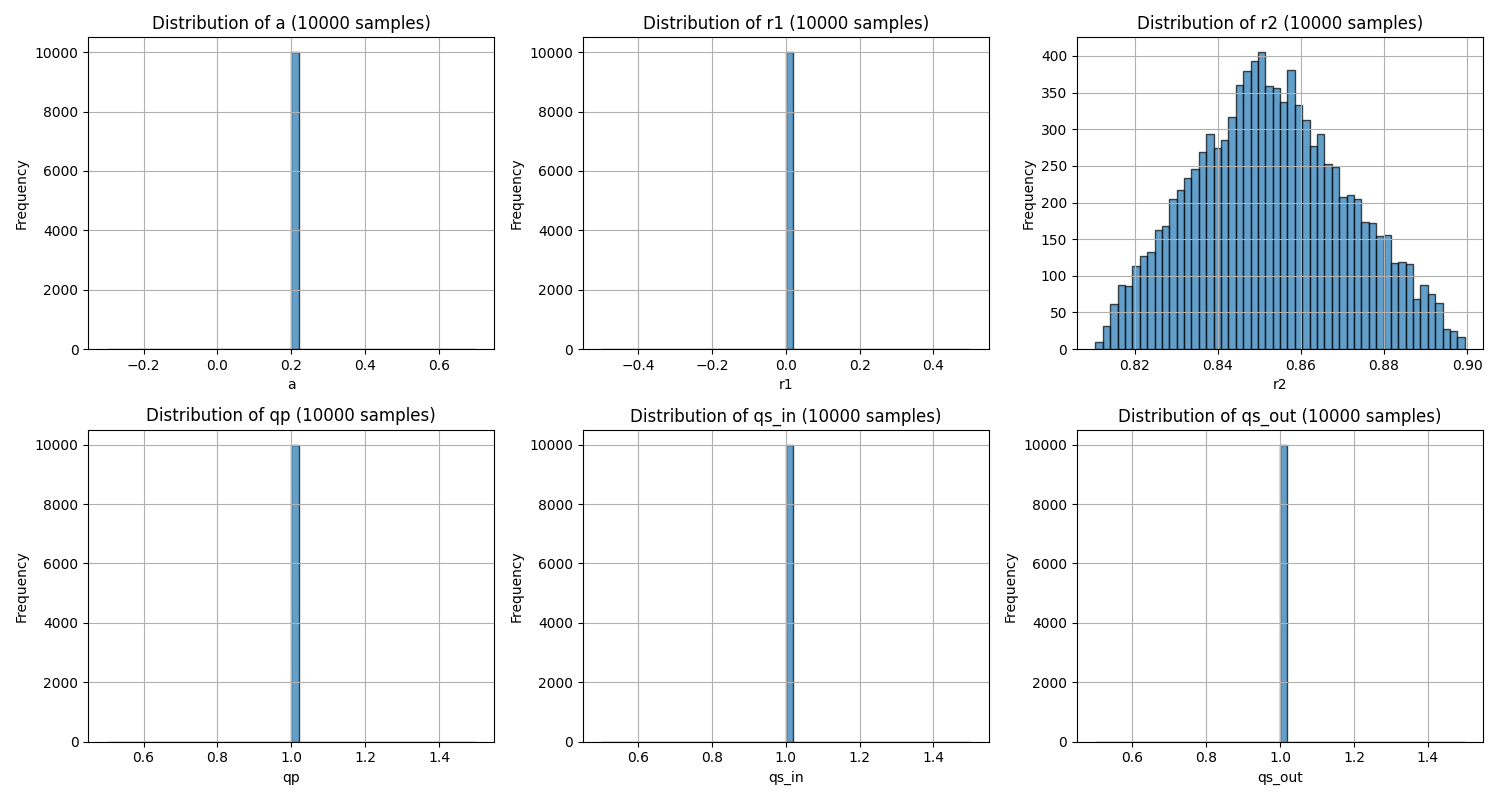 Distribution of a (10000 samples)
Frequency
10000
8000
6000
4000
2000
0
−0.2 0.0 0.2 0.4 0.6
a
Distribution of r1 (10000 samples)
Frequency
10000
8000
6000
4000
2000
0
−0.4 −0.2 0.0 0.2 0.4
r1
Distribution of r2 (10000 samples)
Frequency
400
350
300
250
200
150
100
50
0
0.82 0.84 0.86 0.88 0.90
r2
Distribution of qp (10000 samples)
Frequency
10000
8000
6000
4000
2000
0
0.6 0.8 1.0 1.2 1.4
qp
Distribution of qs_in (10000 samples)
Frequency
10000
8000
6000
4000
2000
0
0.6 0.8 1.0 1.2 1.4
qs_in
Distribution of qs_out (10000 samples)
Frequency
10000
8000
6000
4000
2000
0
0.6 0.8 1.0 1.2 1.4
qs_out